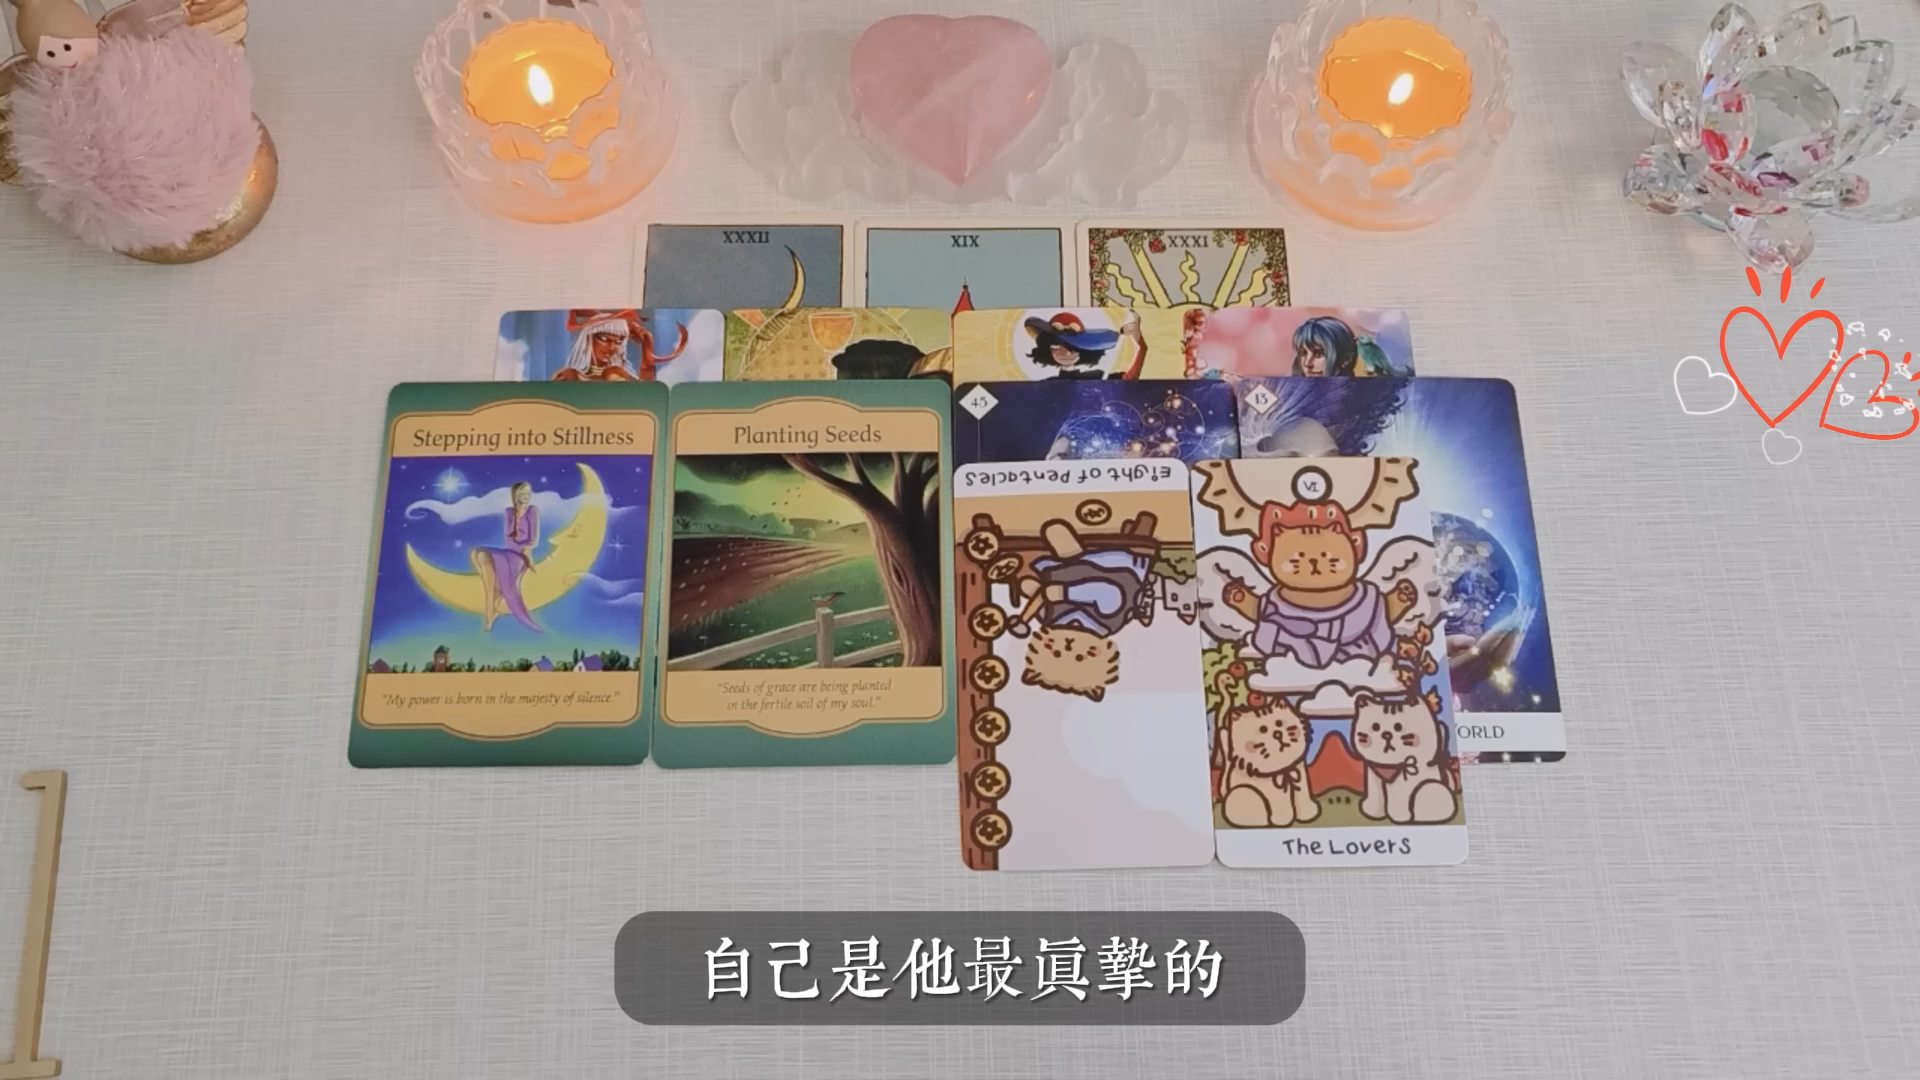 XXXII
XIX
XXXI
Stepping into Stillness
Planting Seeds
45
13
Eight of Pentacles
VI
"My power is born in the majesty of silence."
"Seeds of grace are being planted
in the fertile soil of my soul."
ORLD
The Lovers
1
自己是他最眞摯的